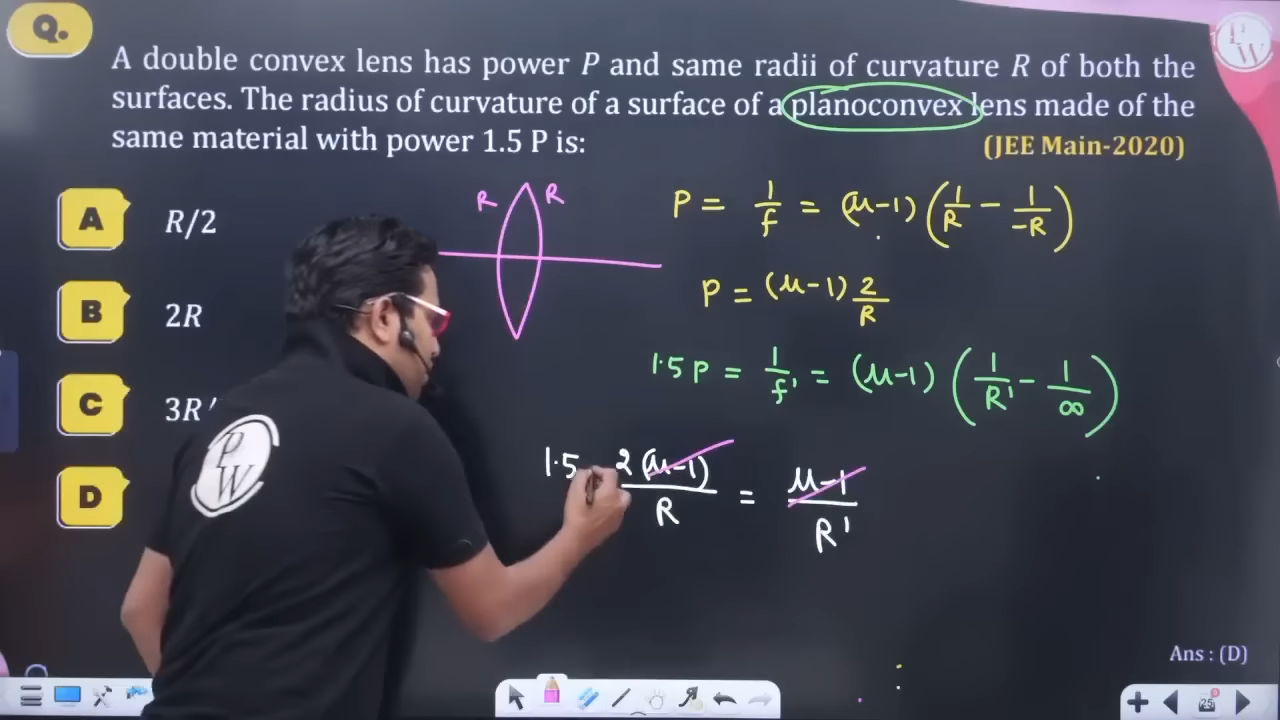 Q.
A double convex lens has power P and same radii of curvature R of both the
surfaces. The radius of curvature of a surface of a planoconvex lens made of the
same material with power 1.5 P is:
(JEE Main-2020)
A R/2
B 2R
C 3R/
D
R R
P = 1/f = (μ-1) (1/R - 1/-R)
P = (μ-1) 2/R
1.5 P = 1/f' = (μ-1) (1/R' - 1/∞)
1.5 2(μ-1)/R = μ-1/R'
Ans : (D)
PW
PW
25